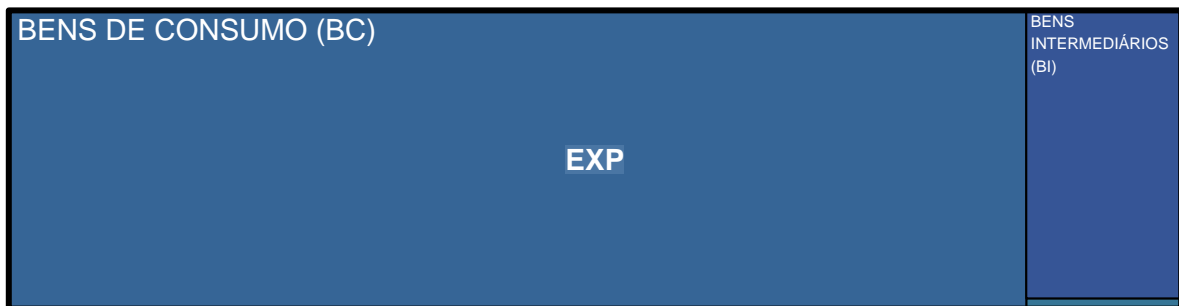 BENS DE CONSUMO (BC)
BENS
INTERMEDIÁRIOS
(BI)
EXP